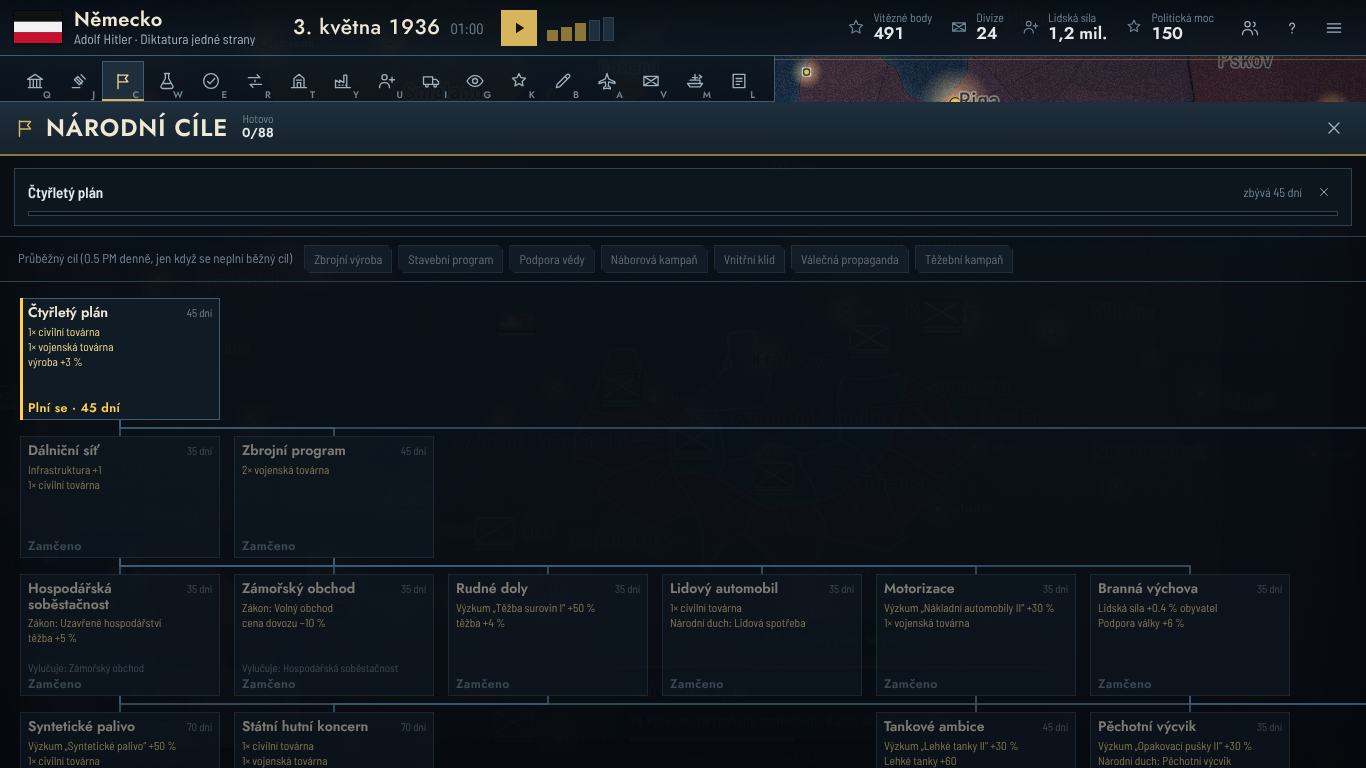 Německo
Adolf Hitler · Diktatura jedné strany
3. května 1936 01:00
Vítězné body
491
Divize
24
Lidská síla
1,2 mil.
Politická moc
150
?
Q J C W E R T Y U I G K B A V M L
Pskov
Riga
NÁRODNÍ CÍLE
Hotovo
0/88
Čtyřletý plán
zbývá 45 dní
Průběžný cíl (0.5 PM denně, jen když se neplní běžný cíl)
Zbrojní výroba
Stavební program
Podpora vědy
Náborová kampaň
Vnitřní klid
Válečná propaganda
Těžební kampaň
Čtyřletý plán
45 dní
1× civilní továrna
1× vojenská továrna
výroba +3 %
Plní se · 45 dní
Dálniční síť
35 dní
Infrastruktura +1
1× civilní továrna
Zamčeno
Zbrojní program
45 dní
2× vojenská továrna
Zamčeno
Hospodářská soběstačnost
35 dní
Zákon: Uzavřené hospodářství
těžba +5 %
Vylučuje: Zámořský obchod
Zamčeno
Zámořský obchod
35 dní
Zákon: Volný obchod
cena dovozu −10 %
Vylučuje: Hospodářská soběstačnost
Zamčeno
Rudné doly
35 dní
Výzkum „Těžba surovin I“ +50 %
těžba +4 %
Zamčeno
Lidový automobil
35 dní
1× civilní továrna
Národní duch: Lidová spotřeba
Zamčeno
Motorizace
35 dní
Výzkum „Nákladní automobily II“ +30 %
1× vojenská továrna
Zamčeno
Branná výchova
35 dní
Lidská síla +0.4 % obyvatel
Podpora války +6 %
Zamčeno
Syntetické palivo
70 dní
Výzkum „Syntetické palivo“ +50 %
1× civilní továrna
Státní hutní koncern
70 dní
1× civilní továrna
1× vojenská továrna
Tankové ambice
45 dní
Výzkum „Lehké tanky II“ +30 %
Lehké tanky +60
Pěchotní výcvik
35 dní
Výzkum „Opakovací pušky II“ +30 %
Národní duch: Pěchotní výcvik